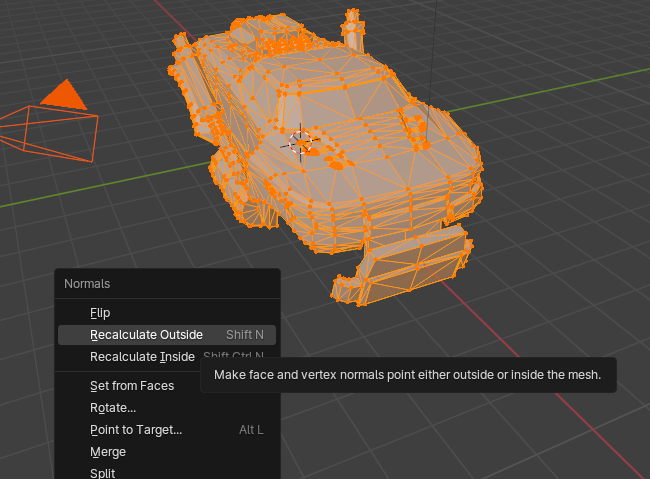 Normals
Flip
Recalculate Outside Shift N
Recalculate Inside Shift Ctrl N
Make face and vertex normals point either outside or inside the mesh.
Set from Faces
Rotate...
Point to Target... Alt L
Merge
Split